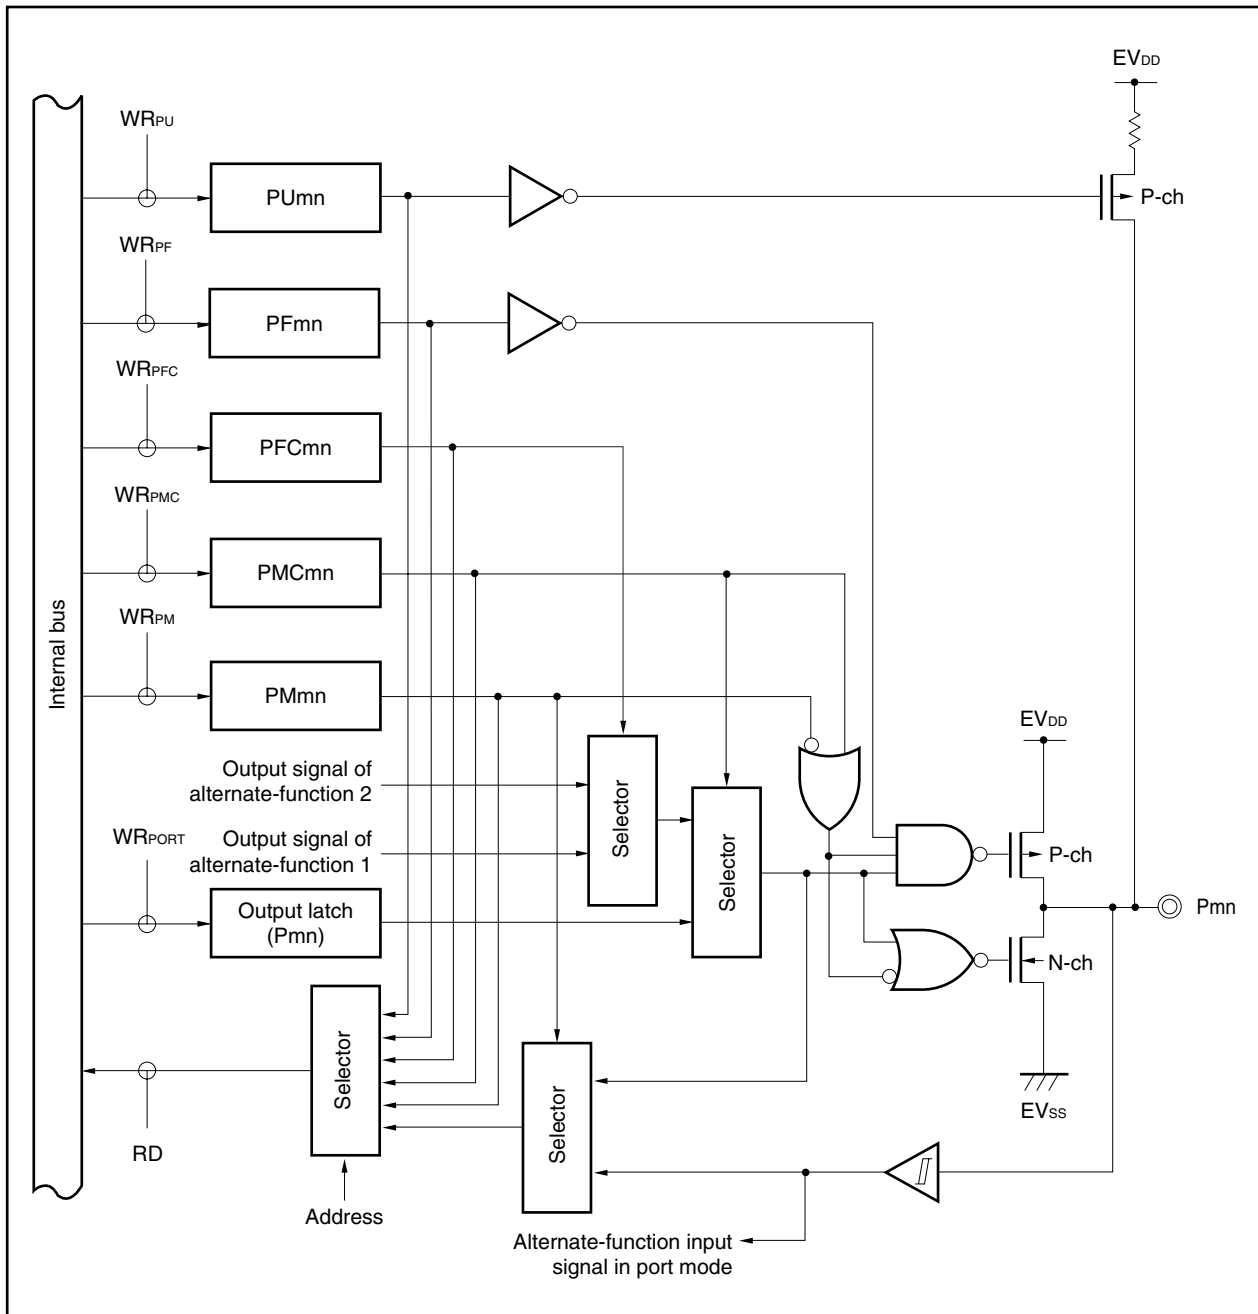 EVDD
WRPU
PUmn
P-ch
WRPF
PFmn
WRPFC
PFCmn
WRPMC
PMCmn
WRPM
PMmn
Internal bus
EVDD
Output signal of
alternate-function 2
Selector
Selector
WRPORT
Output signal of
alternate-function 1
P-ch
Output latch
(Pmn)
Pmn
N-ch
Selector
Selector
EVSS
RD
Address
Alternate-function input
signal in port mode